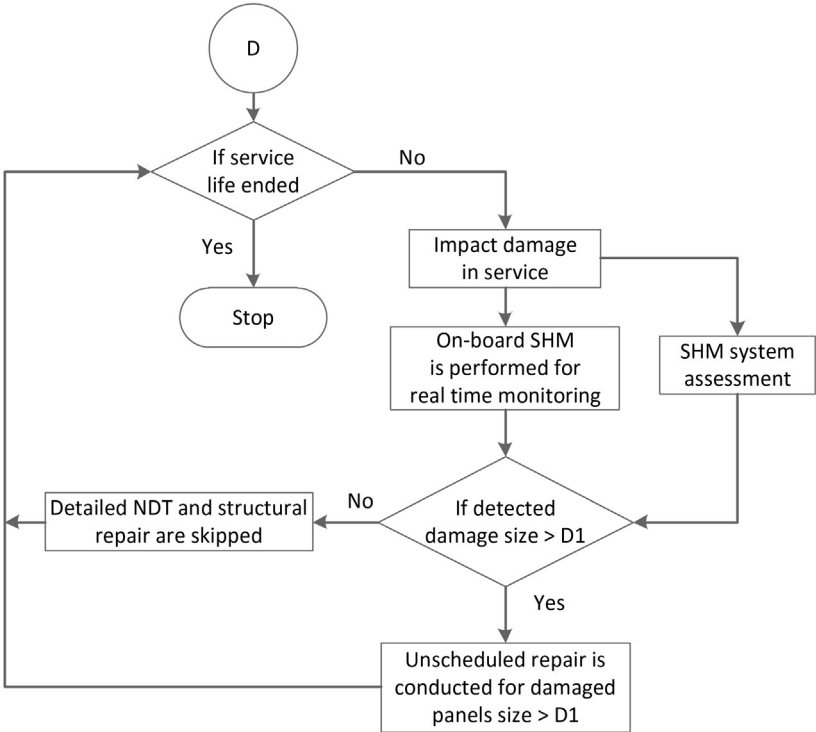 D
If service
life ended
No
Yes
Stop
Impact damage
in service
On-board SHM
is performed for
real time monitoring
SHM system
assessment
If detected
damage size > D1
No
Detailed NDT and structural
repair are skipped
Yes
Unscheduled repair is
conducted for damaged
panels size > D1